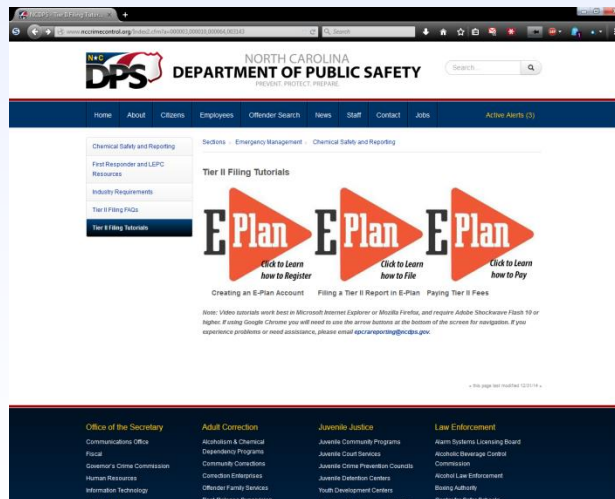 NCDPS - Tier II Filing Tutori...
www.nccrimecontrol.org/Index2.cfm?a=000003,000010,000964,003143
Search
N*C
DPS
NORTH CAROLINA
DEPARTMENT OF PUBLIC SAFETY
PREVENT. PROTECT. PREPARE.
Search
Home About Citizens Employees Offender Search News Staff Contact Jobs Active Alerts (3)
Chemical Safety and Reporting
First Responder and LEPC Resources
Industry Requirements
Tier II Filing FAQs
Tier II Filing Tutorials
Sections Emergency Management Chemical Safety and Reporting
Tier II Filing Tutorials
E Plan
Click to Learn
how to Register
E Plan
Click to Learn
how to File
E Plan
Click to Learn
how to Pay
Creating an E-Plan Account
Filing a Tier II Report in E-Plan
Paying Tier II Fees
Note: Video tutorials work best in Microsoft Internet Explorer or Mozilla Firefox, and require Adobe Shockwave Flash 10 or
higher. If using Google Chrome you will need to use the arrow buttons at the bottom of the screen for navigation. If you
experience problems or need assistance, please email epcrareporting@ncdps.gov.
« this page last modified 12/31/14 »
Office of the Secretary
Communications Office
Fiscal
Governor's Crime Commission
Human Resources
Information Technology
Adult Correction
Alcoholism & Chemical
Dependency Programs
Community Corrections
Correction Enterprises
Offender Family Services
Juvenile Justice
Juvenile Community Programs
Juvenile Court Services
Juvenile Crime Prevention Councils
Juvenile Detention Centers
Youth Development Centers
Law Enforcement
Alarm Systems Licensing Board
Alcoholic Beverage Control
Commission
Alcohol Law Enforcement
Boxing Authority